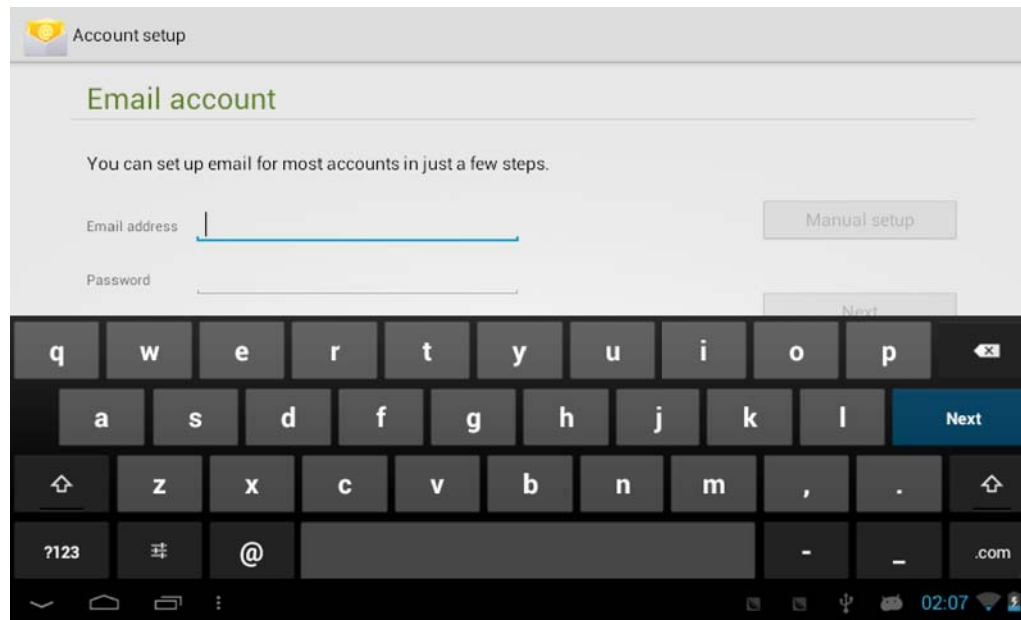 Account setup
Email account
You can set up email for most accounts in just a few steps.
Email address
Manual setup
Password
Next
q w e r t y u i o p
a s d f g h j k l Next
z x c v b n m , .
?123 @ - _ .com
02:07